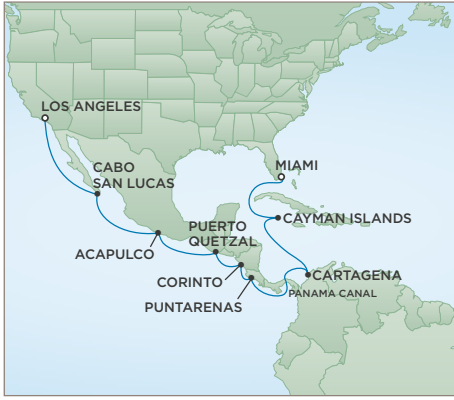 LOS ANGELES
MIAMI
CABO
SAN LUCAS
CAYMAN ISLANDS
PUERTO
QUETZAL
ACAPULCO
CARTAGENA
CORINTO
PANAMA CANAL
PUNTARENAS